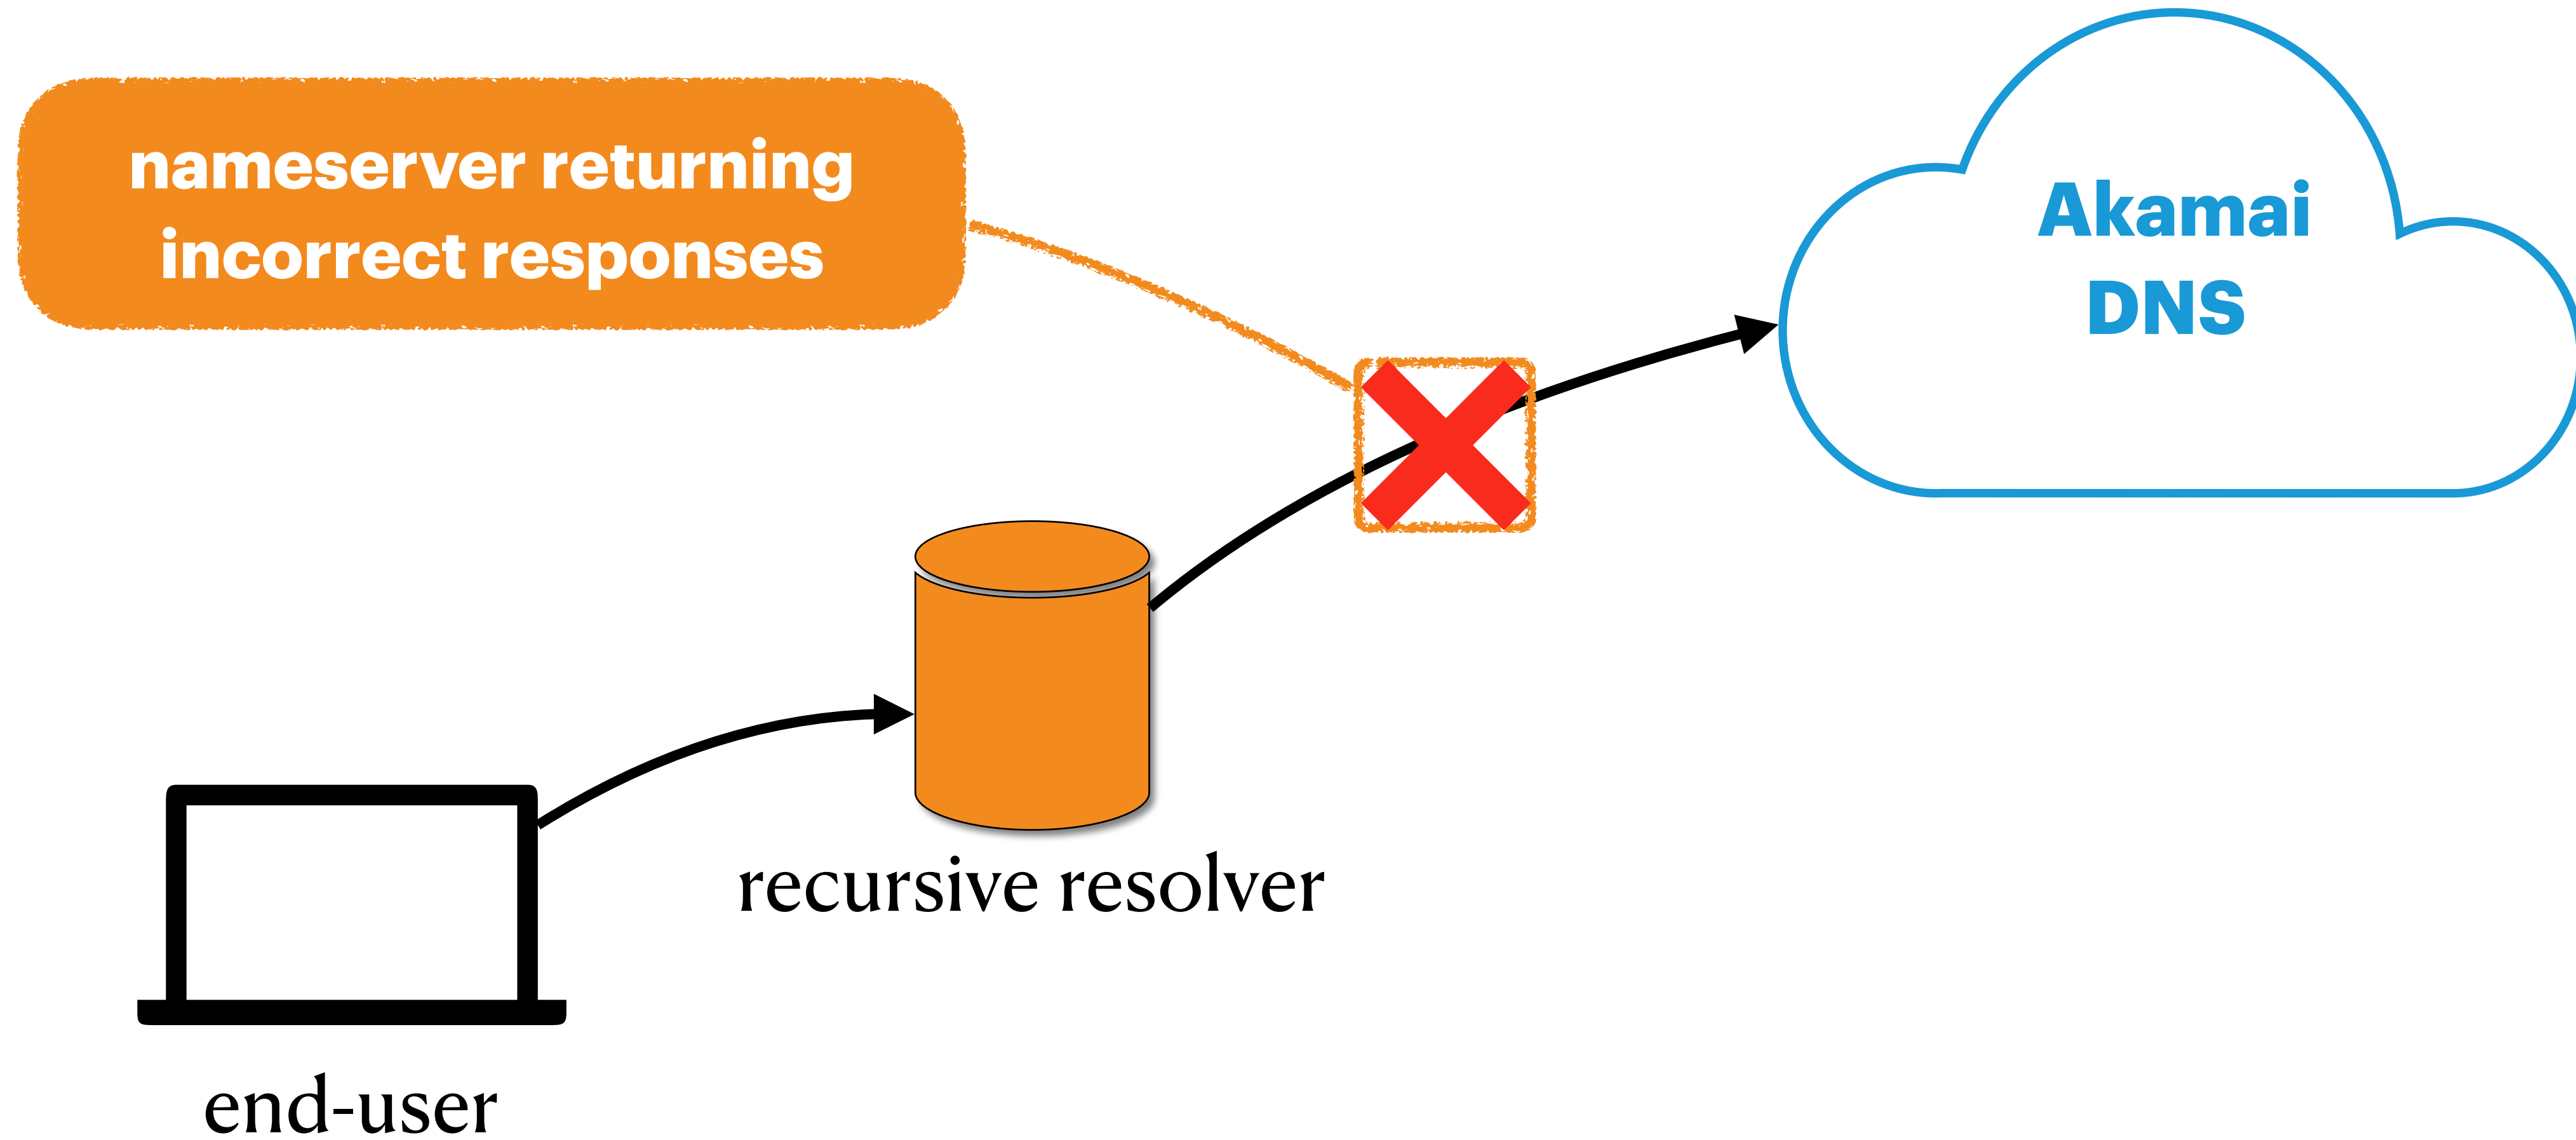 nameserver returning
incorrect responses
Akamai
DNS
recursive resolver
end-user